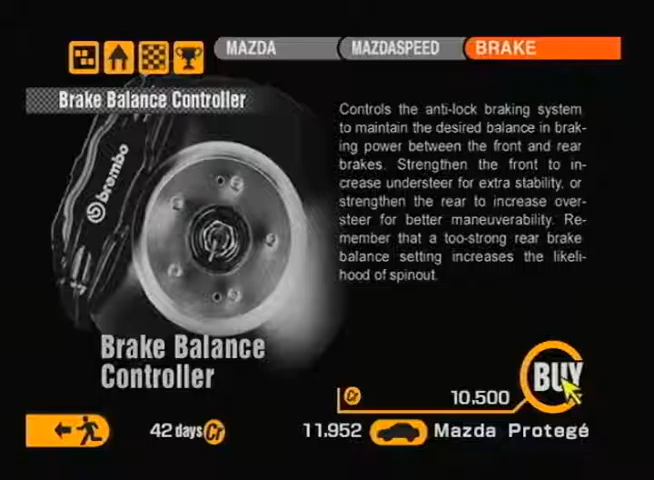 MAZDA
MAZDASPEED
BRAKE
Brake Balance Controller
brembo
Controls the anti-lock braking system
to maintain the desired balance in brak-
ing power between the front and rear
brakes. Strengthen the front to in-
crease understeer for extra stability, or
strengthen the rear to increase over-
steer for better maneuverability. Re-
member that a too-strong rear brake
balance setting increases the likeli-
hood of spinout.
Brake Balance
Controller
BUY
Cr 10,500
42 days Cr 11,952 Mazda Protegé